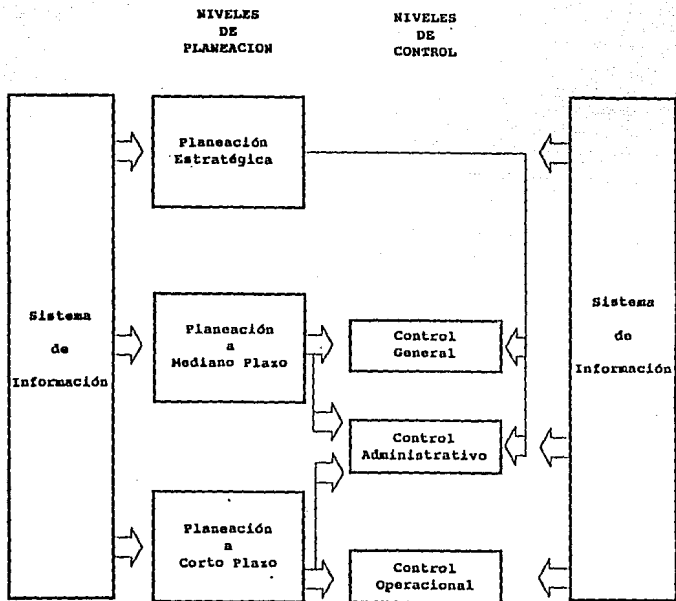 NIVELES
DE
PLANEACION
NIVELES
DE
CONTROL
Sistema
de
Información
Planeación
Estratégica
Planeación
a
Mediano Plazo
Planeación
a
Corto Plazo
Control
General
Control
Administrativo
Control
Operacional
Sistema
de
Información